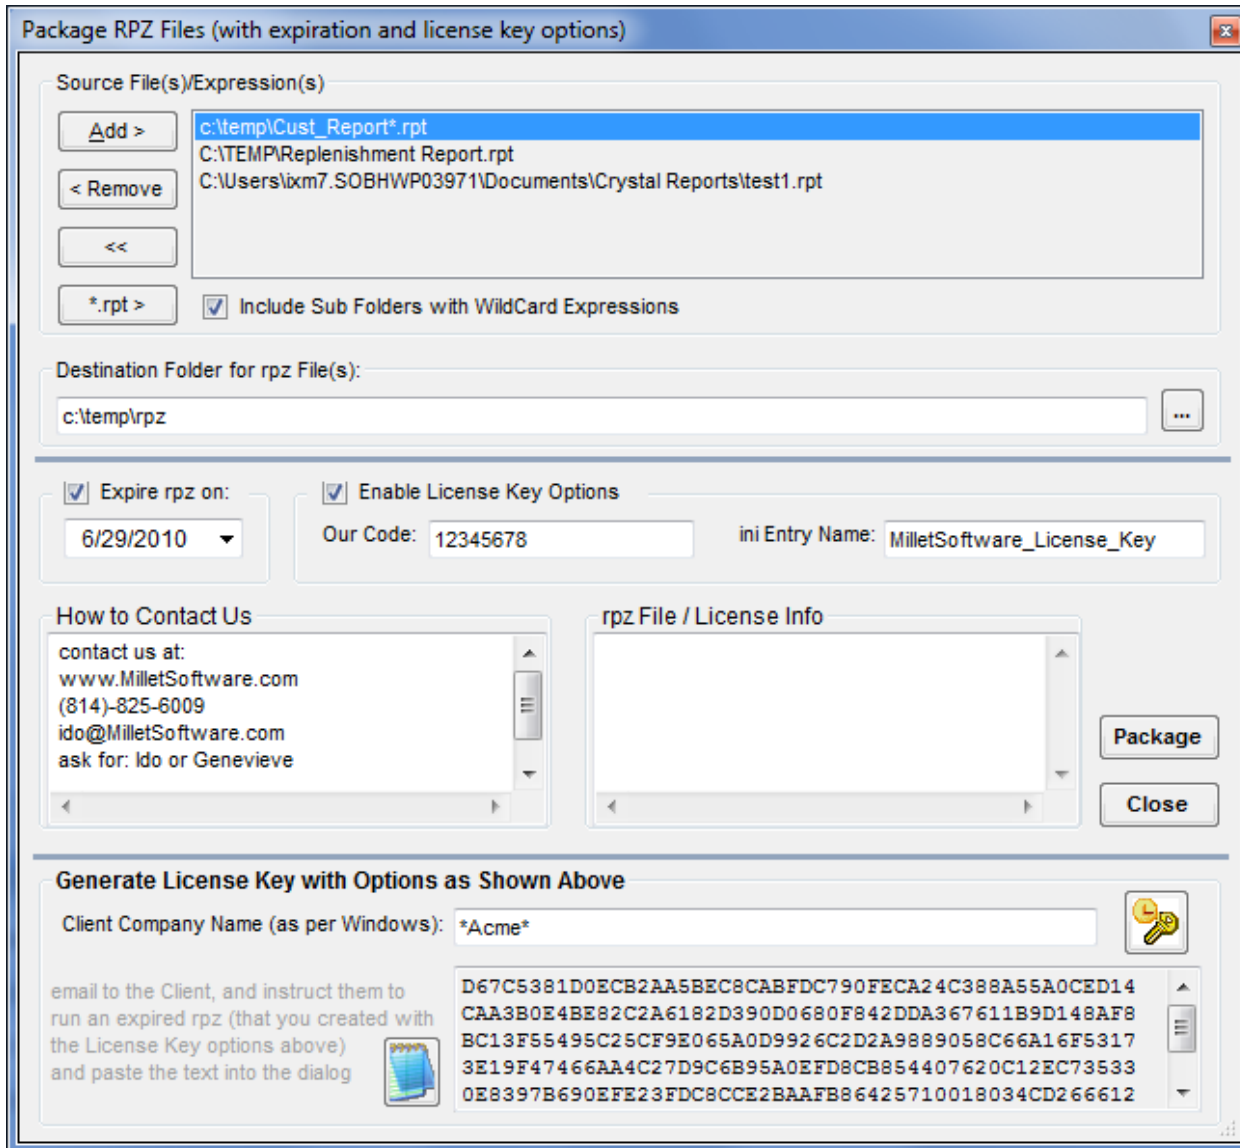 Package RPZ Files (with expiration and license key options)
Source File(s)/Expression(s)
Add >
c:\temp\Cust_Report*.rpt
C:\TEMP\Replenishment Report.rpt
< Remove
C:\Users\ixm7.SOBHWP03971\Documents\Crystal Reports\test1.rpt
<<
*.rpt >
Include Sub Folders with WildCard Expressions
Destination Folder for rpz File(s):
c:\temp\rpz
...
Expire rpz on:
Enable License Key Options
6/29/2010
Our Code:
12345678
ini Entry Name:
MilletSoftware_License_Key
How to Contact Us
contact us at:
www.MilletSoftware.com
(814)-825-6009
ido@MilletSoftware.com
ask for: Ido or Genevieve
rpz File / License Info
Package
Close
Generate License Key with Options as Shown Above
Client Company Name (as per Windows):
*Acme*
email to the Client, and instruct them to
run an expired rpz (that you created with
the License Key options above)
and paste the text into the dialog
D67C5381D0ECB2AA5BEC8CABFDC790FECA24C388A55A0CED14
CAA3B0E4BE82C2A6182D390D0680F842DDA367611B9D148AF8
BC13F55495C25CF9E065A0D9926C2D2A9889058C66A16F5317
3E19F47466AA4C27D9C6B95A0EFD8CB854407620C12EC73533
0E8397B690EFE23FDC8CCE2BAAFB86425710018034CD266612